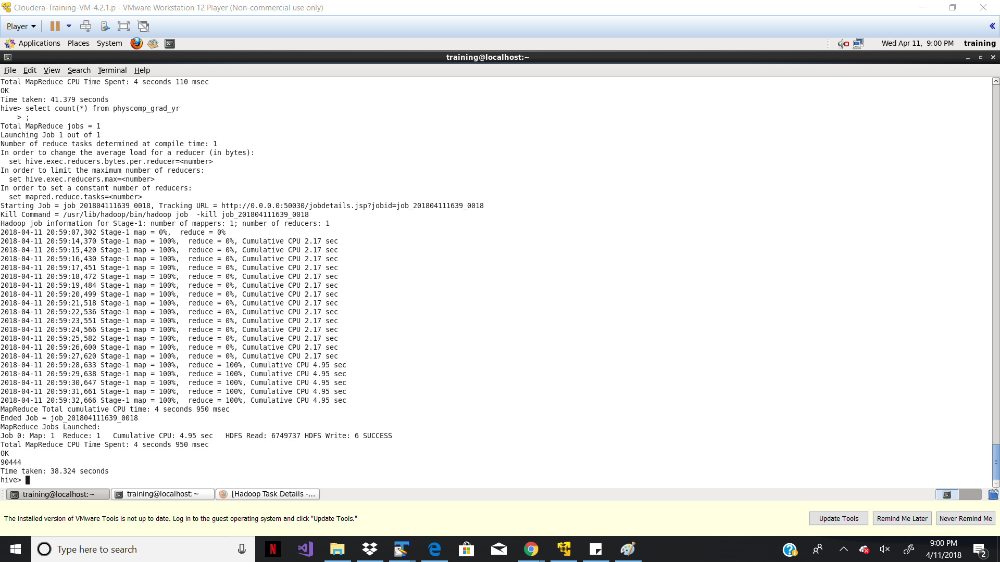 Cloudera-Training-VM-4.2.1.p - VMware Workstation 12 Player (Non-commercial use only)
Player
Applications Places System Wed Apr 11, 9:00 PM training
training@localhost:~
File Edit View Search Terminal Help
Total MapReduce CPU Time Spent: 4 seconds 110 msec
OK
Time taken: 41.379 seconds
hive> select count(*) from physcomp_grad_yr
    > ;
Total MapReduce jobs = 1
Launching Job 1 out of 1
Number of reduce tasks determined at compile time: 1
In order to change the average load for a reducer (in bytes):
  set hive.exec.reducers.bytes.per.reducer=<number>
In order to limit the maximum number of reducers:
  set hive.exec.reducers.max=<number>
In order to set a constant number of reducers:
  set mapred.reduce.tasks=<number>
Starting Job = job_201804111639_0018, Tracking URL = http://0.0.0.0:50030/jobdetails.jsp?jobid=job_201804111639_0018
Kill Command = /usr/lib/hadoop/bin/hadoop job  -kill job_201804111639_0018
Hadoop job information for Stage-1: number of mappers: 1; number of reducers: 1
2018-04-11 20:59:07,302 Stage-1 map = 0%,  reduce = 0%
2018-04-11 20:59:14,370 Stage-1 map = 100%,  reduce = 0%, Cumulative CPU 2.17 sec
2018-04-11 20:59:15,420 Stage-1 map = 100%,  reduce = 0%, Cumulative CPU 2.17 sec
2018-04-11 20:59:16,430 Stage-1 map = 100%,  reduce = 0%, Cumulative CPU 2.17 sec
2018-04-11 20:59:17,451 Stage-1 map = 100%,  reduce = 0%, Cumulative CPU 2.17 sec
2018-04-11 20:59:18,472 Stage-1 map = 100%,  reduce = 0%, Cumulative CPU 2.17 sec
2018-04-11 20:59:19,484 Stage-1 map = 100%,  reduce = 0%, Cumulative CPU 2.17 sec
2018-04-11 20:59:20,499 Stage-1 map = 100%,  reduce = 0%, Cumulative CPU 2.17 sec
2018-04-11 20:59:21,518 Stage-1 map = 100%,  reduce = 0%, Cumulative CPU 2.17 sec
2018-04-11 20:59:22,536 Stage-1 map = 100%,  reduce = 0%, Cumulative CPU 2.17 sec
2018-04-11 20:59:23,551 Stage-1 map = 100%,  reduce = 0%, Cumulative CPU 2.17 sec
2018-04-11 20:59:24,566 Stage-1 map = 100%,  reduce = 0%, Cumulative CPU 2.17 sec
2018-04-11 20:59:25,582 Stage-1 map = 100%,  reduce = 0%, Cumulative CPU 2.17 sec
2018-04-11 20:59:26,600 Stage-1 map = 100%,  reduce = 0%, Cumulative CPU 2.17 sec
2018-04-11 20:59:27,620 Stage-1 map = 100%,  reduce = 0%, Cumulative CPU 2.17 sec
2018-04-11 20:59:28,633 Stage-1 map = 100%,  reduce = 100%, Cumulative CPU 4.95 sec
2018-04-11 20:59:29,638 Stage-1 map = 100%,  reduce = 100%, Cumulative CPU 4.95 sec
2018-04-11 20:59:30,647 Stage-1 map = 100%,  reduce = 100%, Cumulative CPU 4.95 sec
2018-04-11 20:59:31,661 Stage-1 map = 100%,  reduce = 100%, Cumulative CPU 4.95 sec
2018-04-11 20:59:32,666 Stage-1 map = 100%,  reduce = 100%, Cumulative CPU 4.95 sec
MapReduce Total cumulative CPU time: 4 seconds 950 msec
Ended Job = job_201804111639_0018
MapReduce Jobs Launched:
Job 0: Map: 1  Reduce: 1   Cumulative CPU: 4.95 sec   HDFS Read: 6749737 HDFS Write: 6 SUCCESS
Total MapReduce CPU Time Spent: 4 seconds 950 msec
OK
90444
Time taken: 38.324 seconds
hive>
training@localhost:~ training@localhost:~ [Hadoop Task Details -...
The installed version of VMware Tools is not up to date. Log in to the guest operating system and click "Update Tools." Update Tools Remind Me Later Never Remind Me
Type here to search
9:00 PM
4/11/2018
2